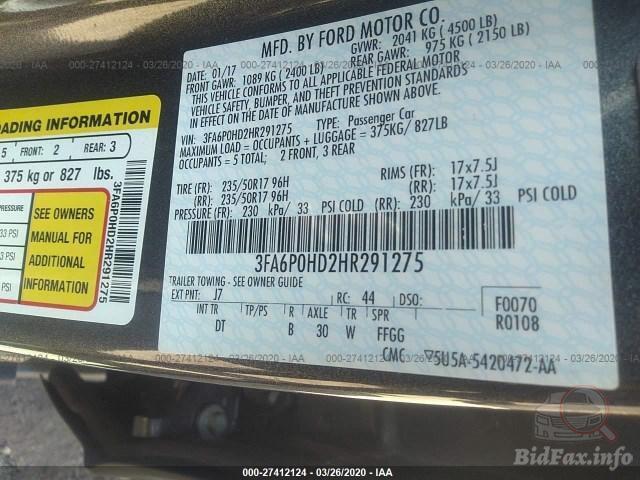 MFD. BY FORD MOTOR CO.
DATE: 01/17 GVWR: 2041 KG (4500 LB)
FRONT GAWR: 1089 KG (2400 LB) REAR GAWR: 975 KG (2150 LB)
THIS VEHICLE CONFORMS TO ALL APPLICABLE FEDERAL MOTOR
VEHICLE SAFETY, BUMPER, AND THEFT PREVENTION STANDARDS
IN EFFECT ON THE DATE OF MANUFACTURE SHOWN ABOVE.
VIN: 3FA6P0HD2HR291275 TYPE: Passenger Car
MAXIMUM LOAD = OCCUPANTS + LUGGAGE = 375KG/ 827LB
OCCUPANTS = 5 TOTAL; 2 FRONT, 3 REAR
TIRE (FR): 235/50R17 96H RIMS (FR): 17x7.5J
(RR): 235/50R17 96H (RR): 17x7.5J
PRESSURE (FR): 230 kPa/ 33 PSI COLD (RR): 230 kPa/ 33 PSI COLD
3FA6P0HD2HR291275
TRAILER TOWING - SEE OWNER GUIDE
EXT PNT: J7 RC: 44 DSO:
INT TR TP/PS R AXLE TR SPR
DT B 30 W FFGG
F0070
R0108
CMC ▽5U5A-5420472-AA
OADING INFORMATION
5 FRONT: 2 REAR: 3
375 kg or 827 lbs.
PRESSURE
33 PSI
PSI
SEE OWNERS
MANUAL FOR
ADDITIONAL
INFORMATION
3FA6P0HD2HR291275
000-27412124 - 03/26/2020 - IAA
BidFax.info